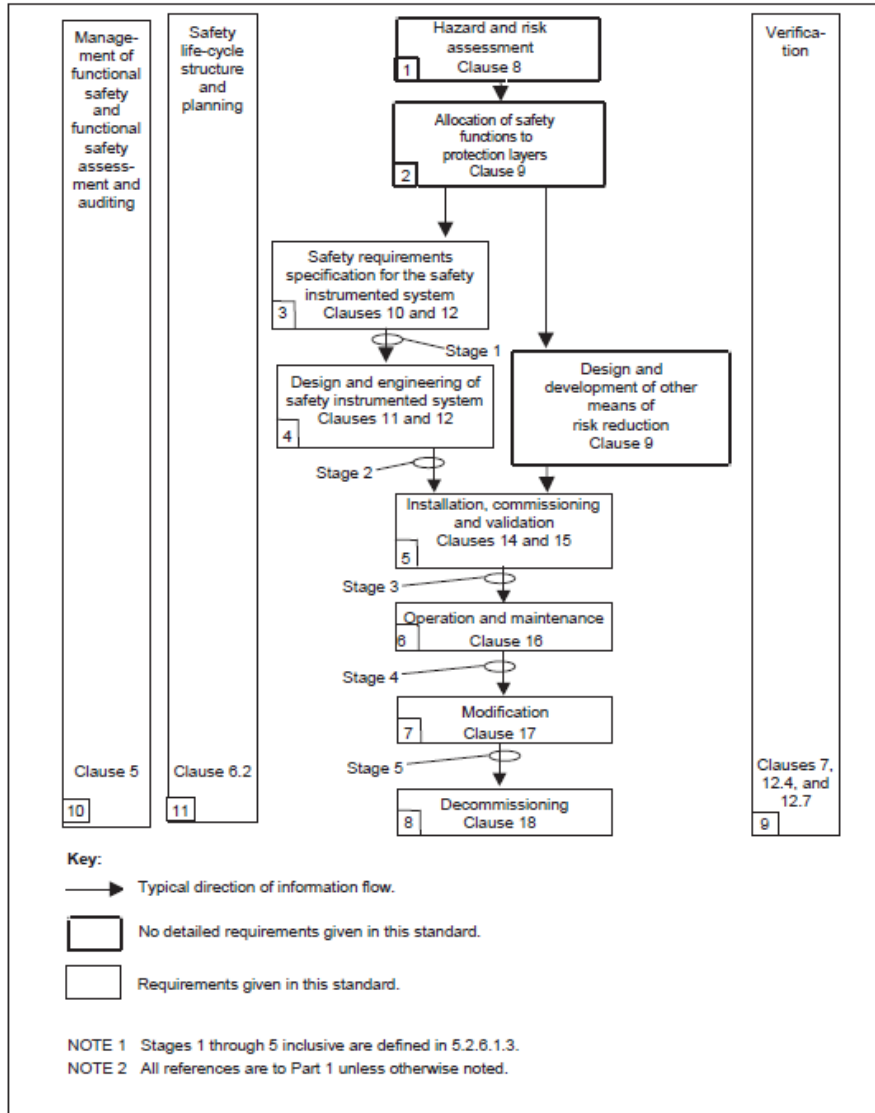 Manage-
ment of
functional
safety
and
functional
safety
assess-
ment and
auditing
Clause 5
10
Safety
life-cycle
structure
and
planning
Clause 6.2
11
Hazard and risk
assessment
Clause 8
1
Allocation of safety
functions to
protection layers
Clause 9
2
Safety requirements
specification for the safety
instrumented system
Clauses 10 and 12
3
Stage 1
Design and engineering of
safety instrumented system
Clauses 11 and 12
4
Design and
development of other
means of
risk reduction
Clause 9
Stage 2
Installation, commissioning
and validation
Clauses 14 and 15
5
Stage 3
Operation and maintenance
Clause 16
6
Stage 4
Modification
Clause 17
7
Stage 5
Decommissioning
Clause 18
8
Verifica-
tion
Clauses 7,
12.4, and
12.7
9
Key:
Typical direction of information flow.
No detailed requirements given in this standard.
Requirements given in this standard.
NOTE 1 Stages 1 through 5 inclusive are defined in 5.2.6.1.3.
NOTE 2 All references are to Part 1 unless otherwise noted.